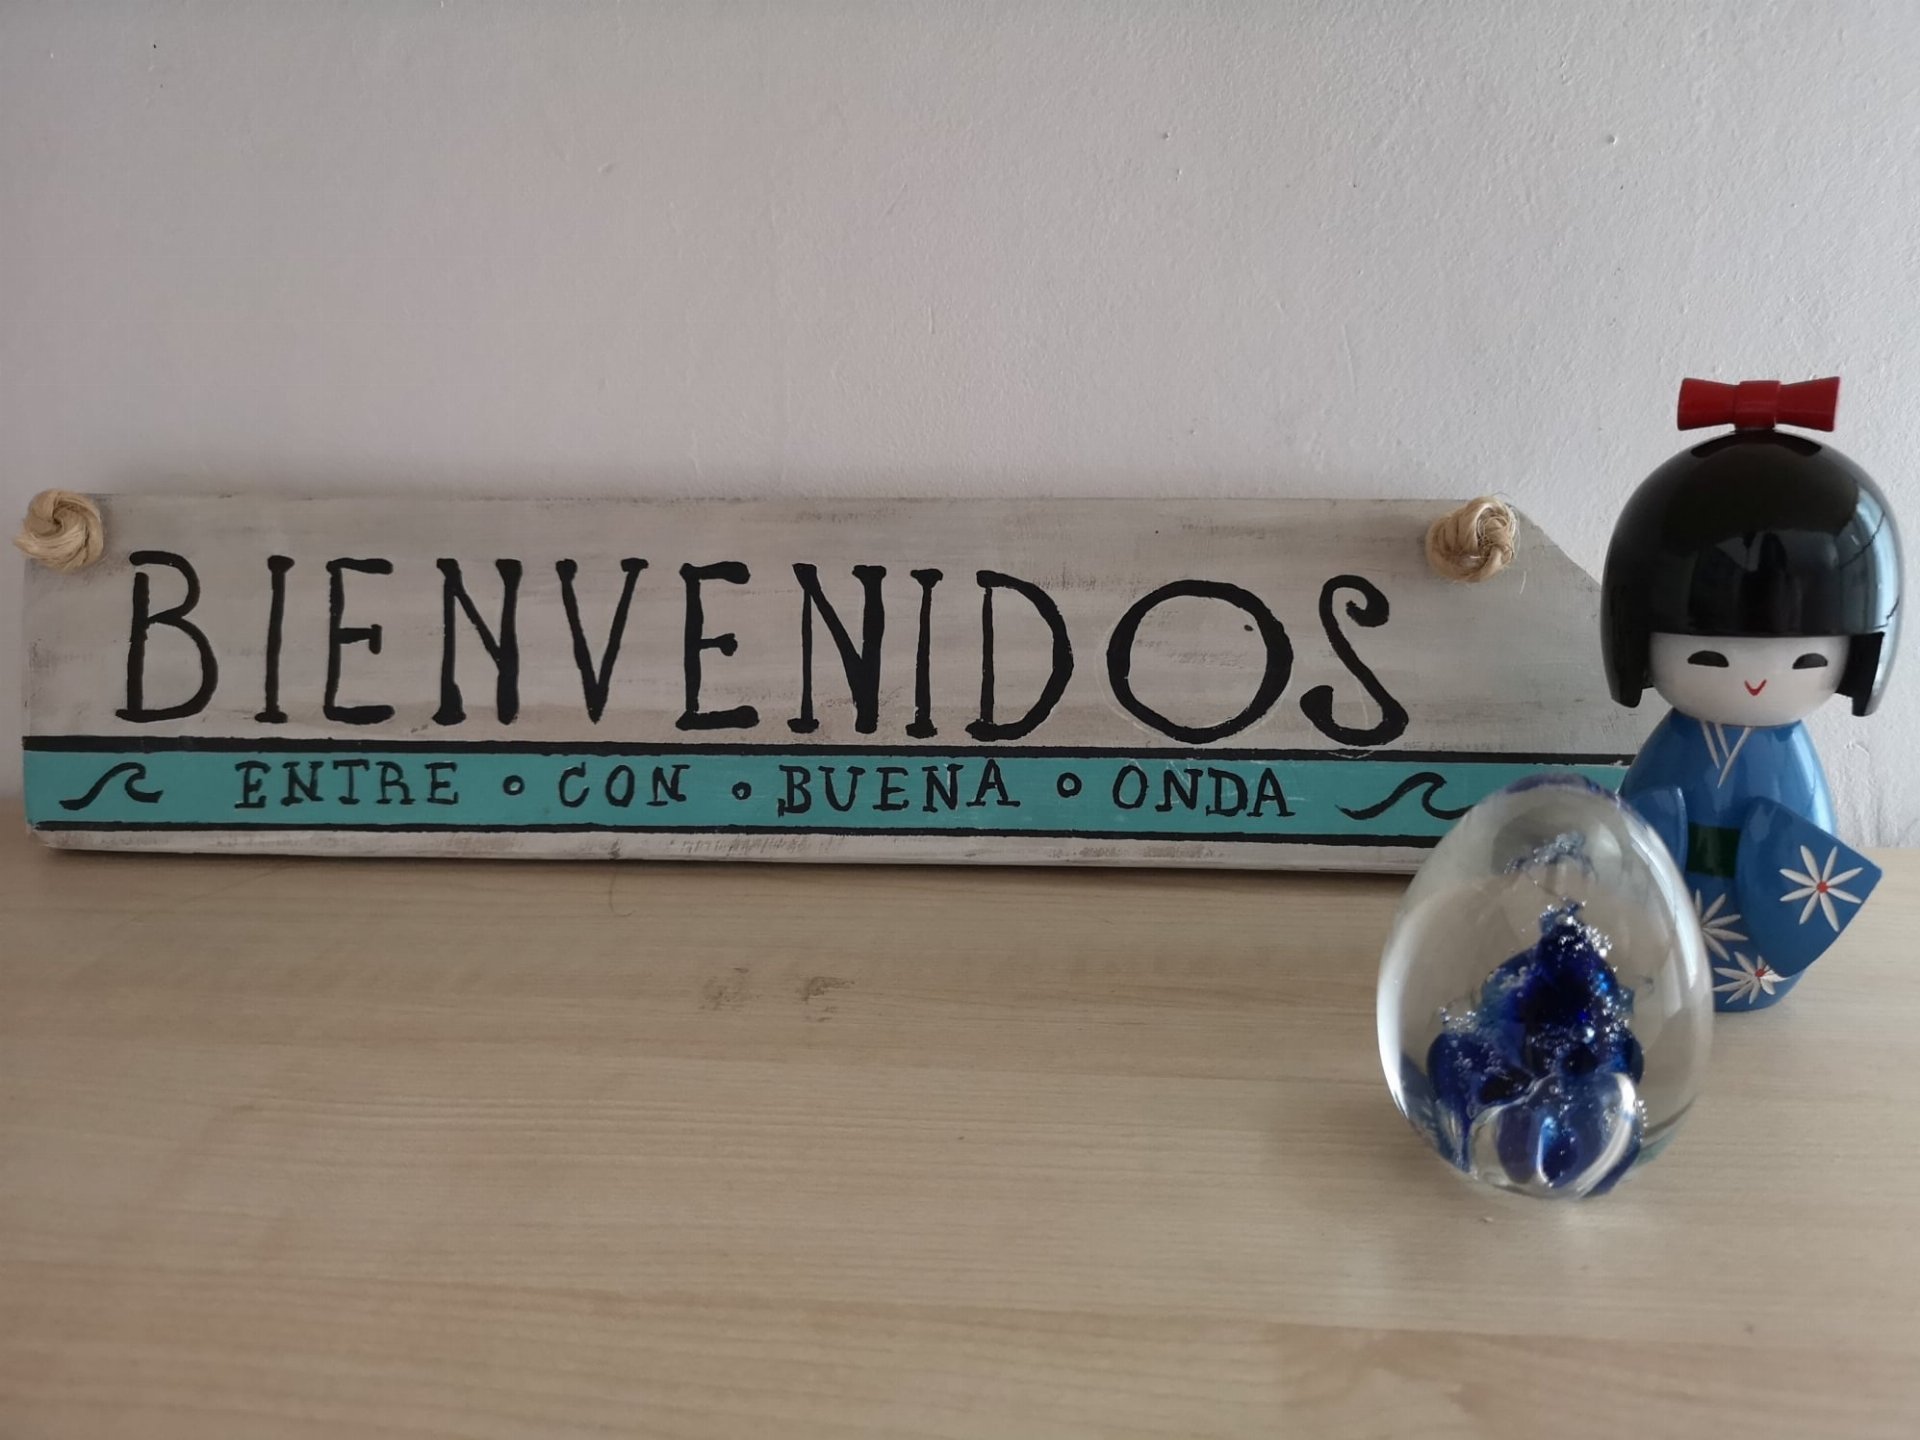 BIENVENIDOS
ENTRE ∘ CON ∘ BUENA ∘ ONDA